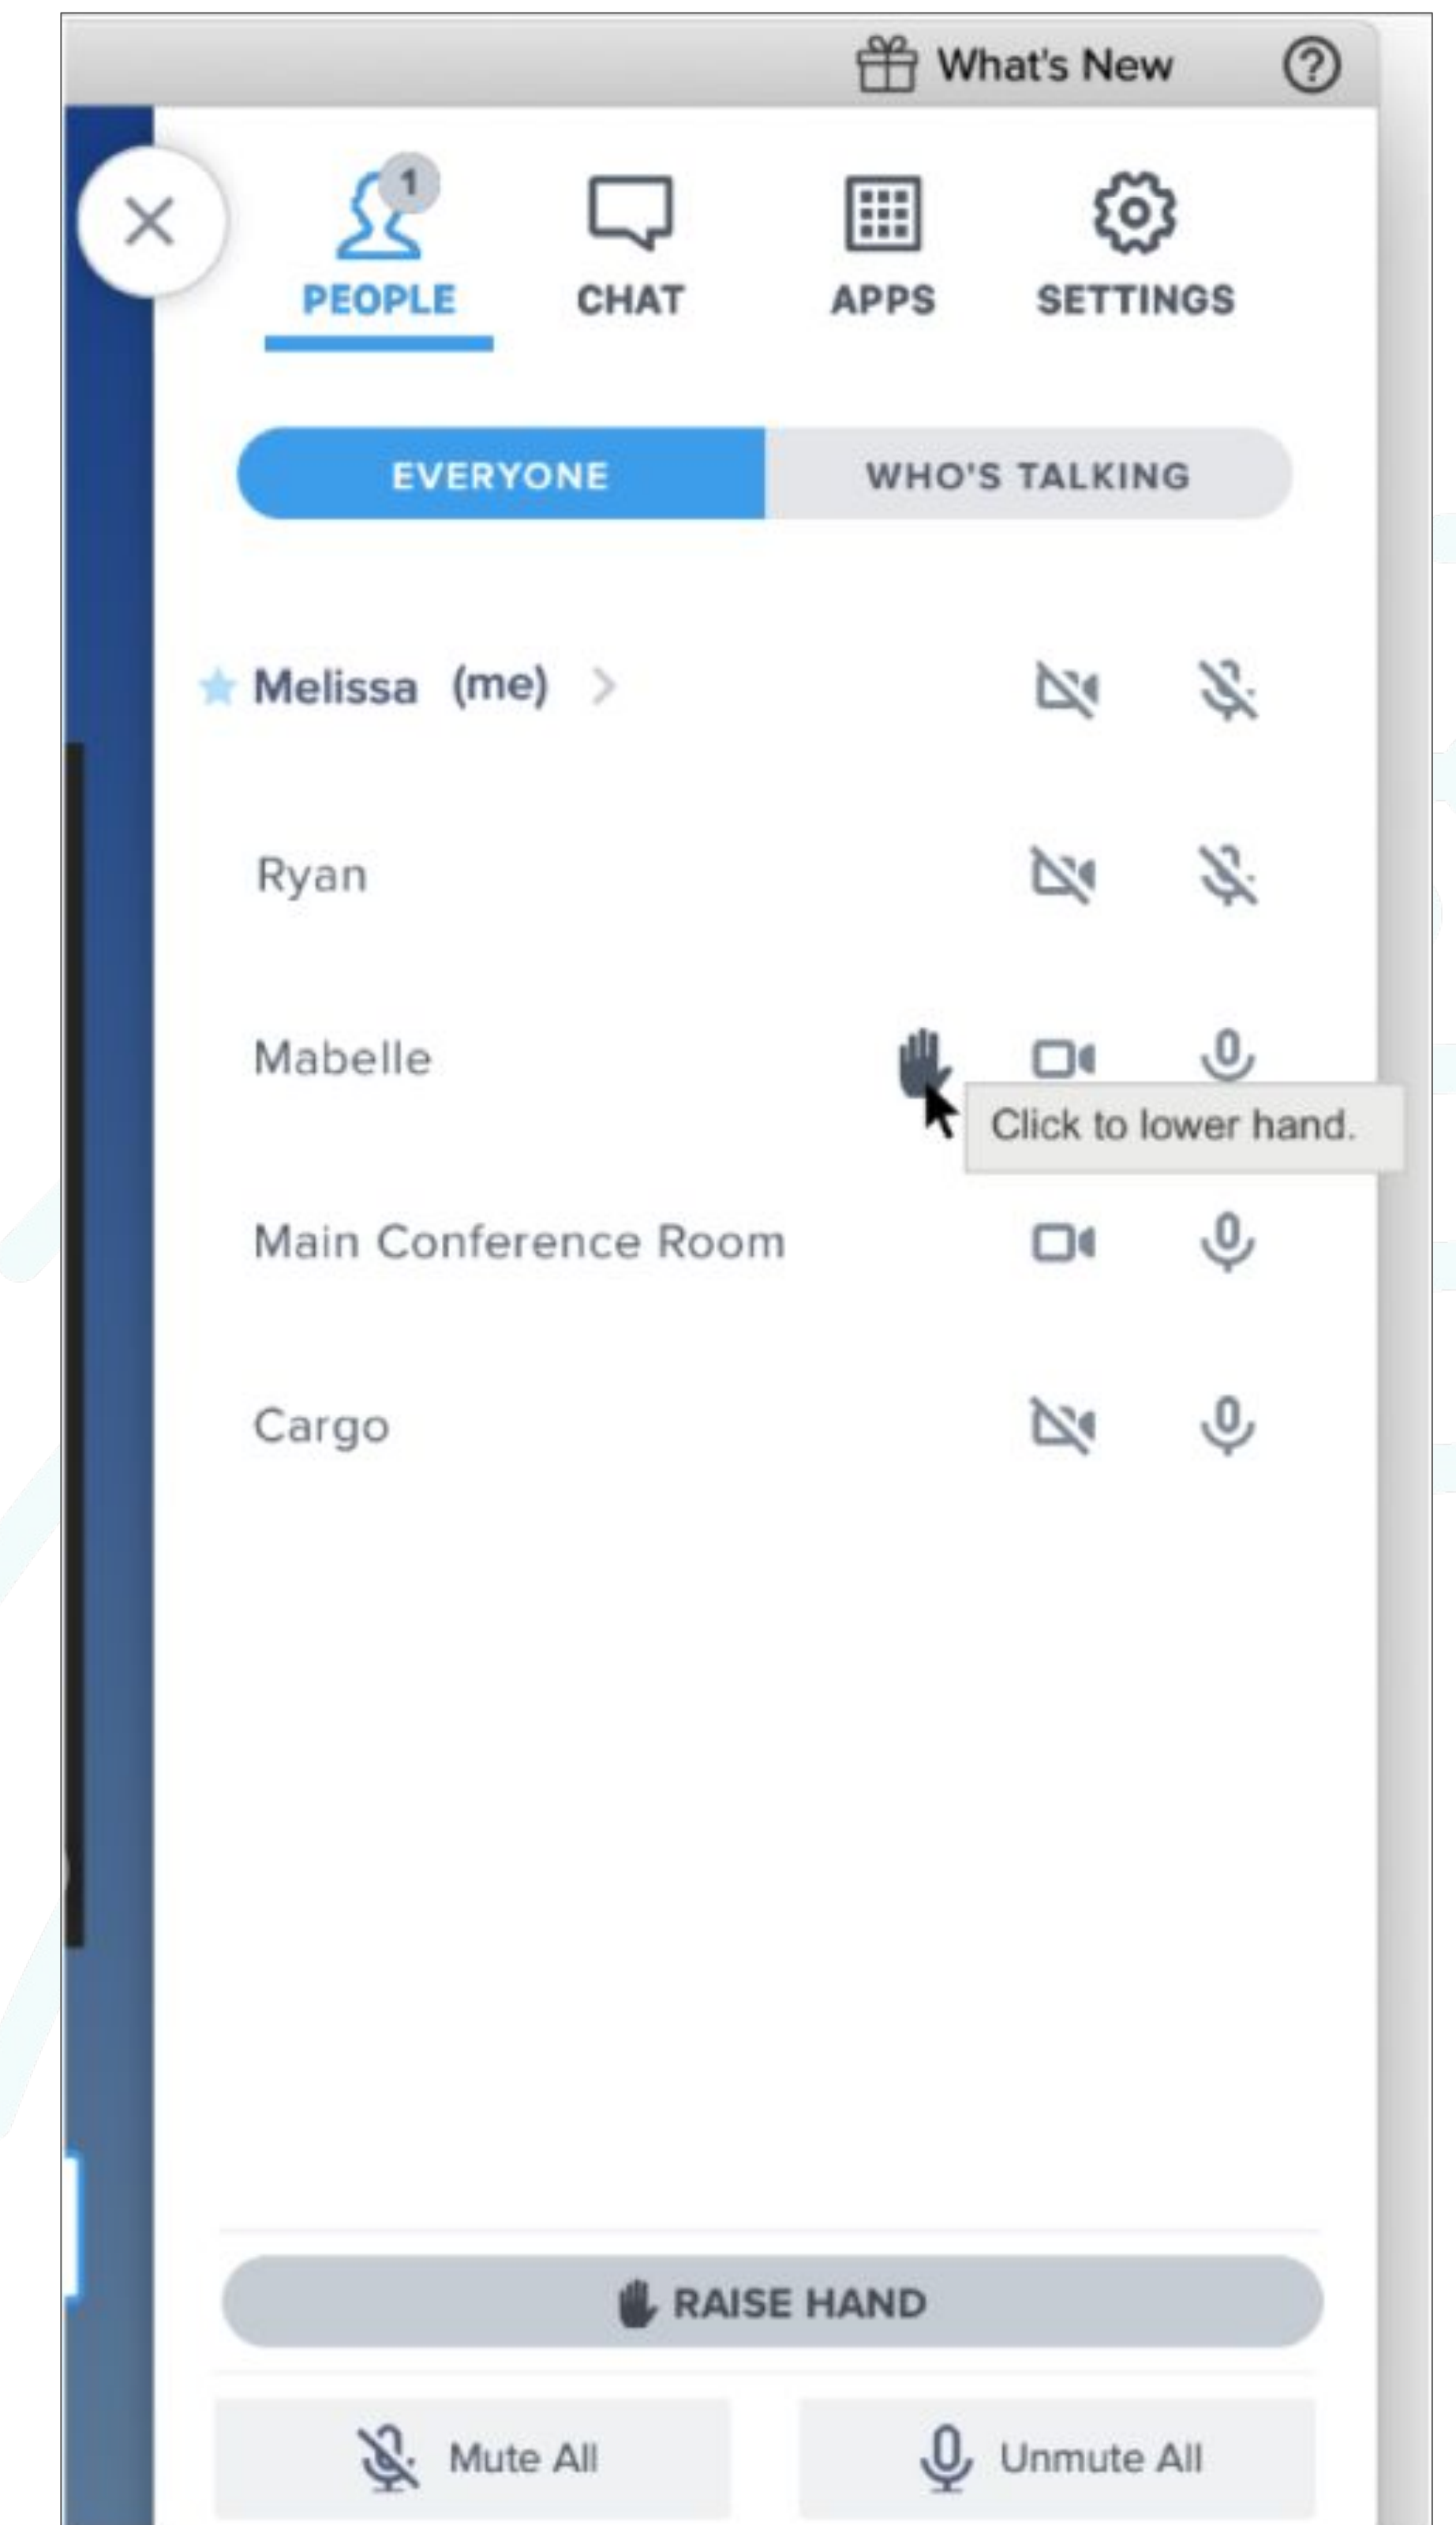 What's New
1
PEOPLE CHAT APPS SETTINGS
EVERYONE WHO'S TALKING
Melissa (me)
Ryan
Mabelle
Click to lower hand.
Main Conference Room
Cargo
RAISE HAND
Mute All Unmute All